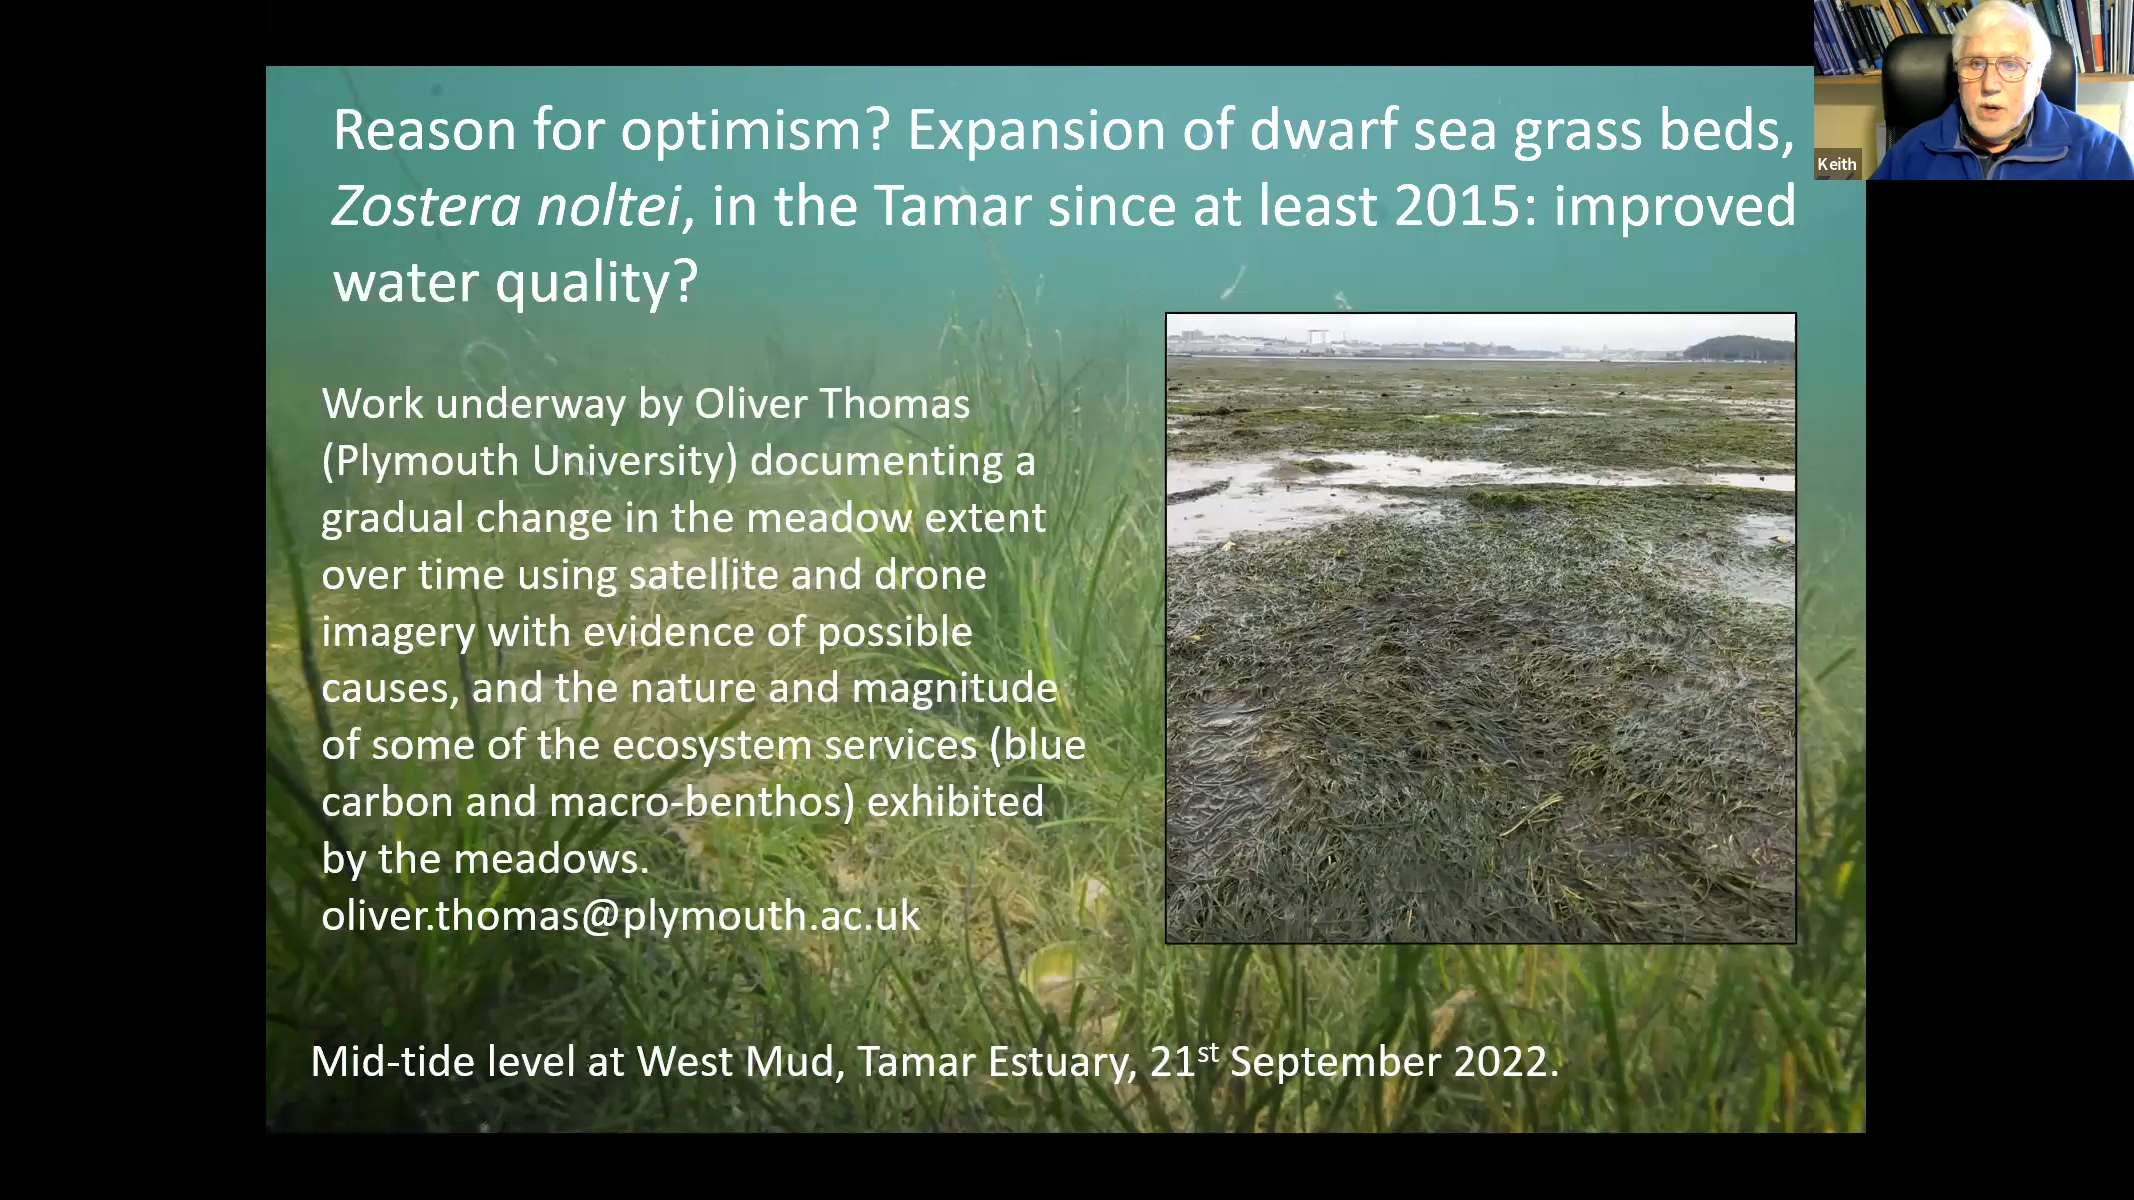 Reason for optimism? Expansion of dwarf sea grass beds,
Zostera noltei, in the Tamar since at least 2015: improved
water quality?
Work underway by Oliver Thomas
(Plymouth University) documenting a
gradual change in the meadow extent
over time using satellite and drone
imagery with evidence of possible
causes, and the nature and magnitude
of some of the ecosystem services (blue
carbon and macro-benthos) exhibited
by the meadows.
oliver.thomas@plymouth.ac.uk
Mid-tide level at West Mud, Tamar Estuary, 21st September 2022.
Keith